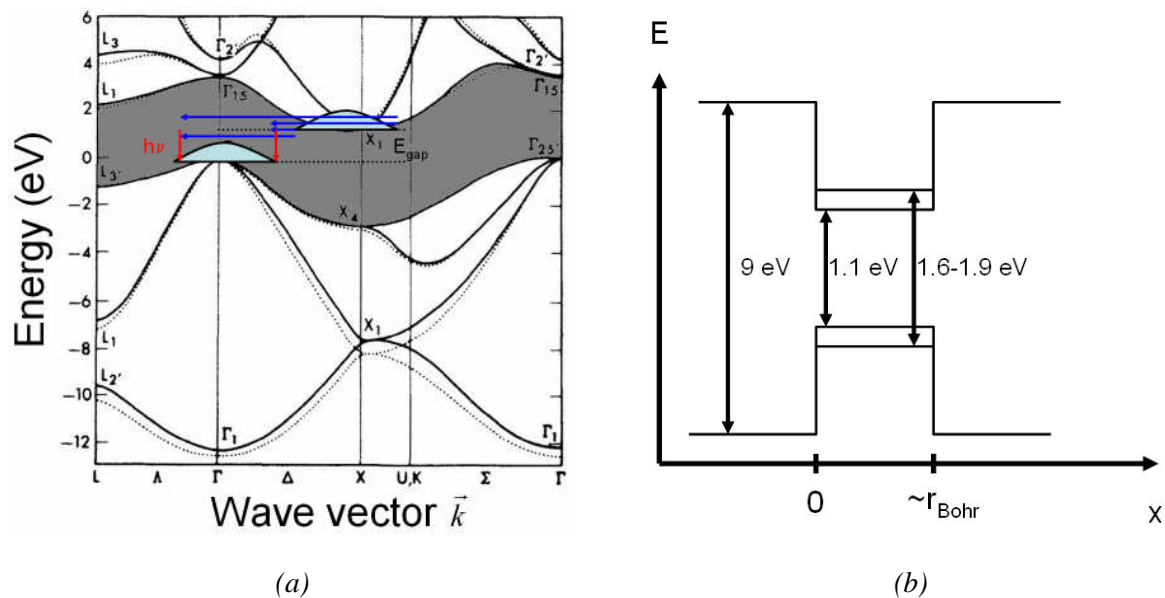 6
4
2
0
−2
−4
−6
−8
−10
−12
Energy (eV)
L₃
L₁
L₃'
L₁
L₂'
Γ₂'
Γ₁₅
hν
X₁
E_gap
X₄
X₁
Γ₁
Γ₂'
Γ₁₅
Γ₂₅'
Γ₁
L Λ Γ Δ X U,K Σ Γ
Wave vector k⃗
(a)
E
9 eV
1.1 eV
1.6-1.9 eV
0
~r_Bohr
X
(b)